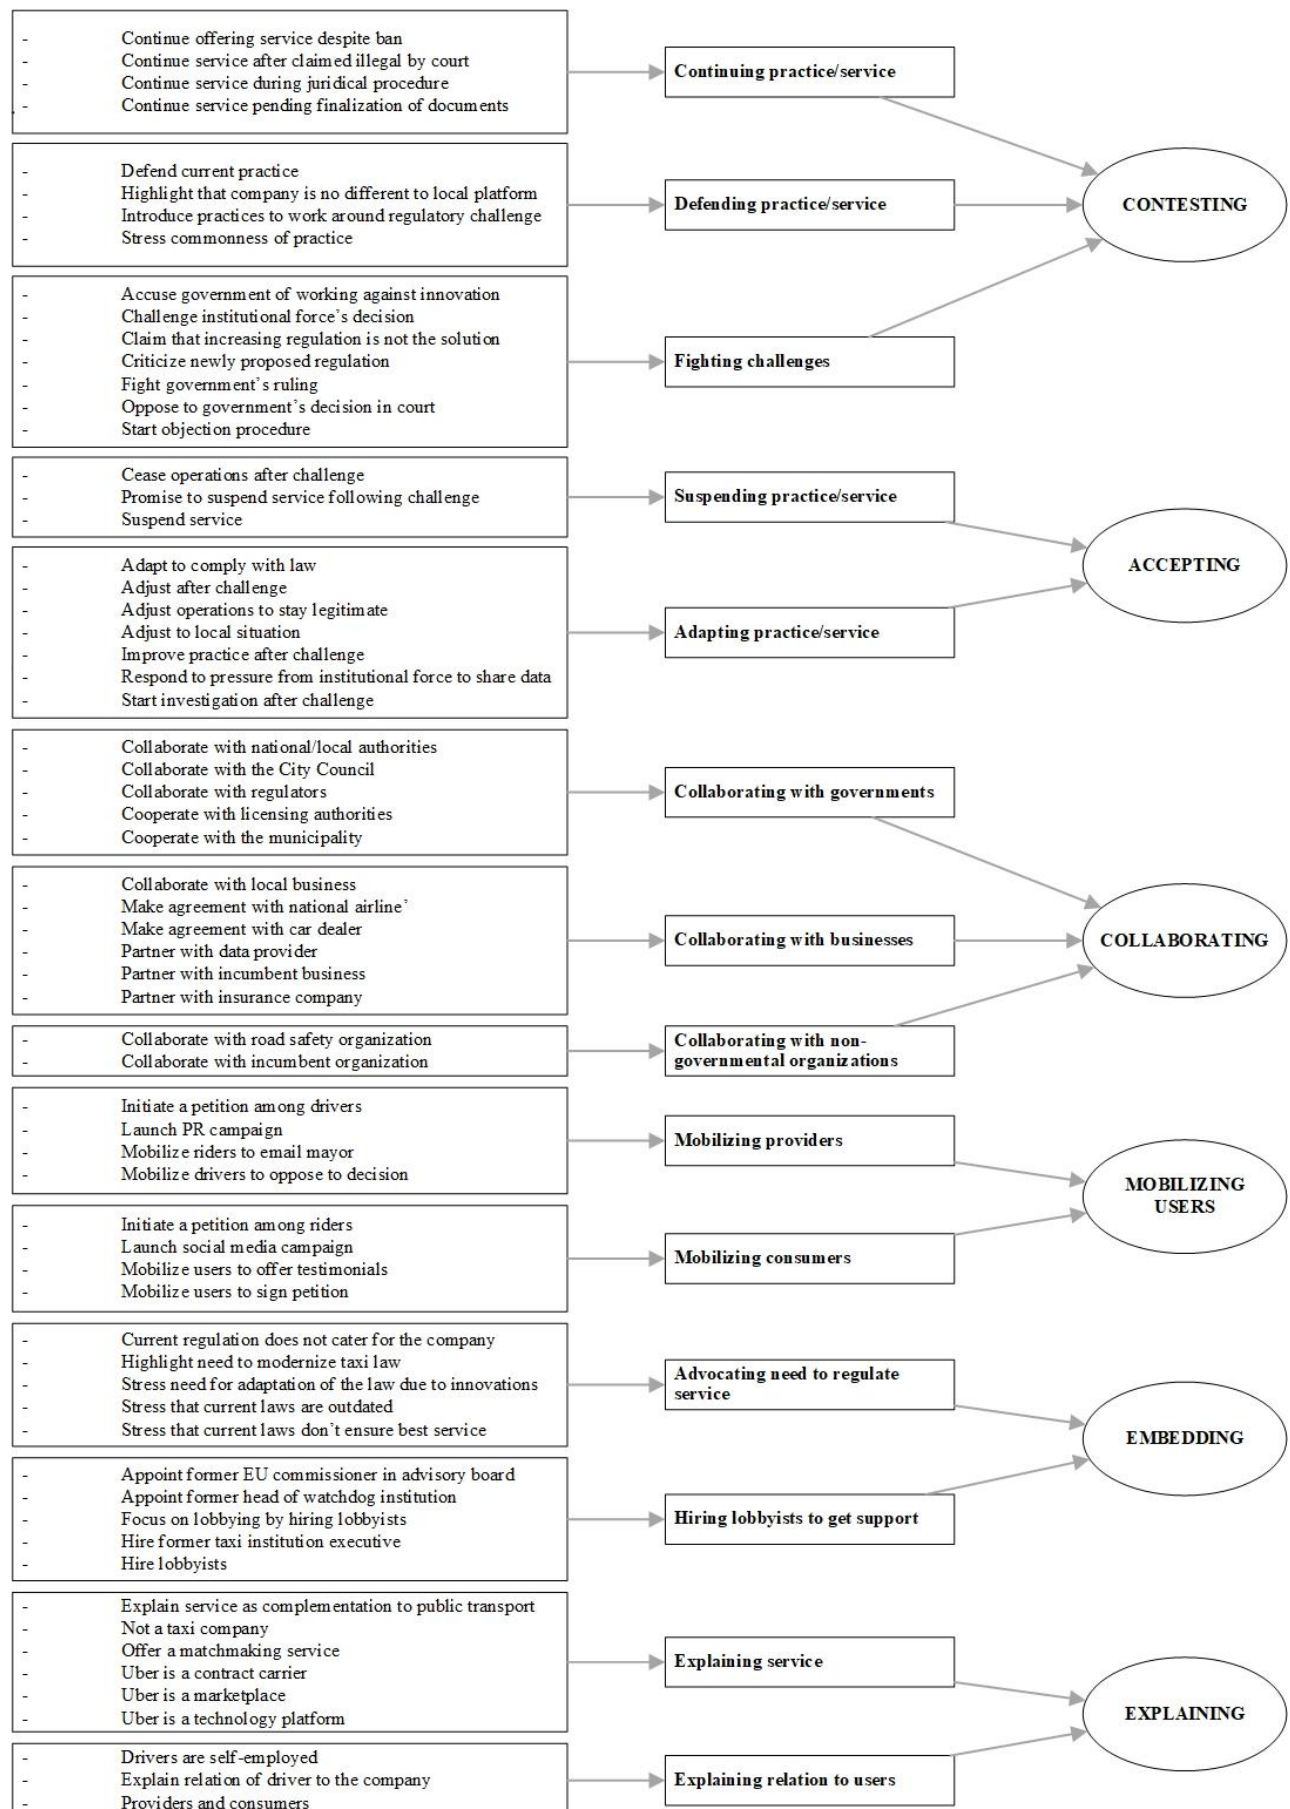 - Continue offering service despite ban
- Continue service after claimed illegal by court
- Continue service during juridical procedure
- Continue service pending finalization of documents
Continuing practice/service
- Defend current practice
- Highlight that company is no different to local platform
- Introduce practices to work around regulatory challenge
- Stress commonness of practice
Defending practice/service
CONTESTING
- Accuse government of working against innovation
- Challenge institutional force's decision
- Claim that increasing regulation is not the solution
- Criticize newly proposed regulation
- Fight government's ruling
- Oppose to government's decision in court
- Start objection procedure
Fighting challenges
- Cease operations after challenge
- Promise to suspend service following challenge
- Suspend service
Suspending practice/service
ACCEPTING
- Adapt to comply with law
- Adjust after challenge
- Adjust operations to stay legitimate
- Adjust to local situation
- Improve practice after challenge
- Respond to pressure from institutional force to share data
- Start investigation after challenge
Adapting practice/service
- Collaborate with national/local authorities
- Collaborate with the City Council
- Collaborate with regulators
- Cooperate with licensing authorities
- Cooperate with the municipality
Collaborating with governments
- Collaborate with local business
- Make agreement with national airline’
- Make agreement with car dealer
- Partner with data provider
- Partner with incumbent business
- Partner with insurance company
Collaborating with businesses
COLLABORATING
- Collaborate with road safety organization
- Collaborate with incumbent organization
Collaborating with non-
governmental organizations
- Initiate a petition among drivers
- Launch PR campaign
- Mobilize riders to email mayor
- Mobilize drivers to oppose to decision
Mobilizing providers
MOBILIZING
USERS
- Initiate a petition among riders
- Launch social media campaign
- Mobilize users to offer testimonials
- Mobilize users to sign petition
Mobilizing consumers
- Current regulation does not cater for the company
- Highlight need to modernize taxi law
- Stress need for adaptation of the law due to innovations
- Stress that current laws are outdated
- Stress that current laws don’t ensure best service
Advocating need to regulate
service
EMBEDDING
- Appoint former EU commissioner in advisory board
- Appoint former head of watchdog institution
- Focus on lobbying by hiring lobbyists
- Hire former taxi institution executive
- Hire lobbyists
Hiring lobbyists to get support
- Explain service as complementation to public transport
- Not a taxi company
- Offer a matchmaking service
- Uber is a contract carrier
- Uber is a marketplace
- Uber is a technology platform
Explaining service
EXPLAINING
- Drivers are self-employed
- Explain relation of driver to the company
- Providers and consumers
Explaining relation to users